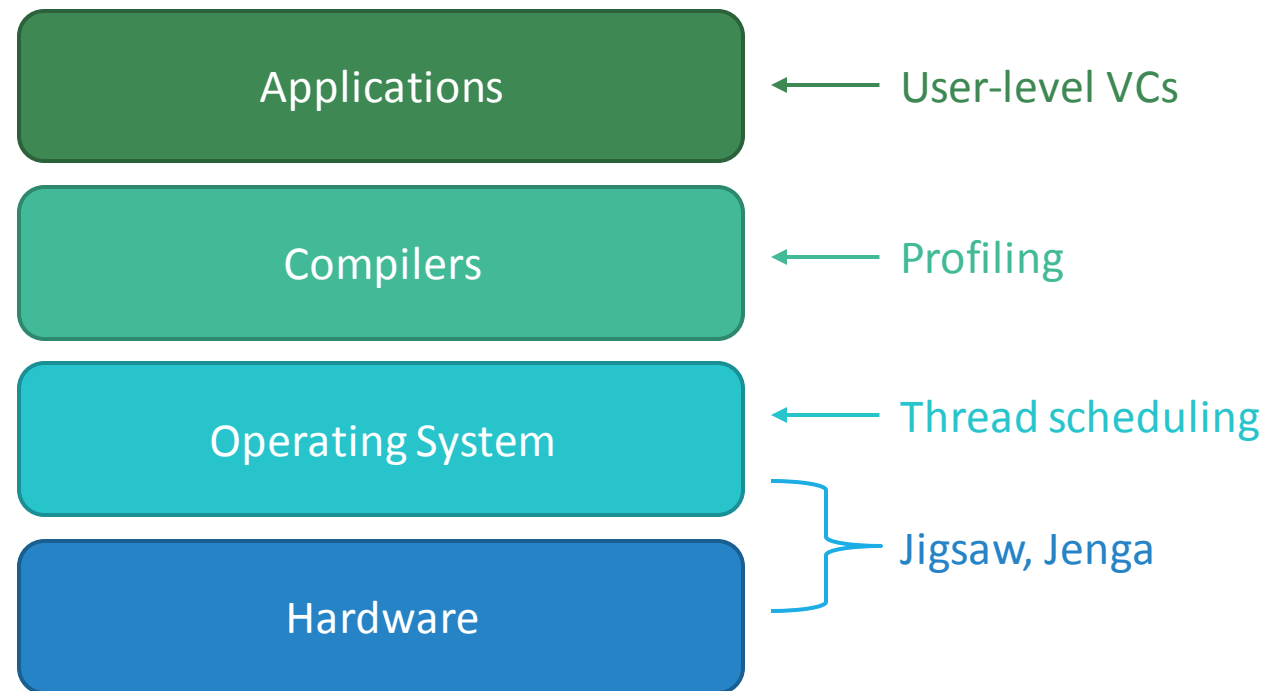 Applications
User-level VCs
Compilers
Profiling
Operating System
Thread scheduling
Jigsaw, Jenga
Hardware